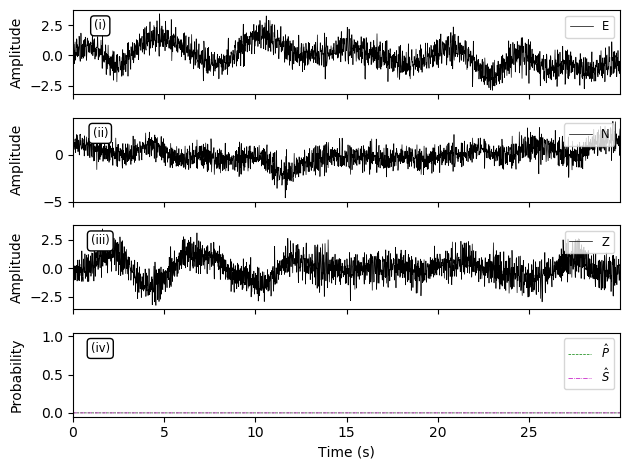 (i)
E
Amplitude
2.5
0.0
−2.5
(ii)
N
Amplitude
0
−5
(iii)
Z
Amplitude
2.5
0.0
−2.5
(iv)
P̂
Ŝ
Probability
1.0
0.5
0.0
0 5 10 15 20 25
Time (s)